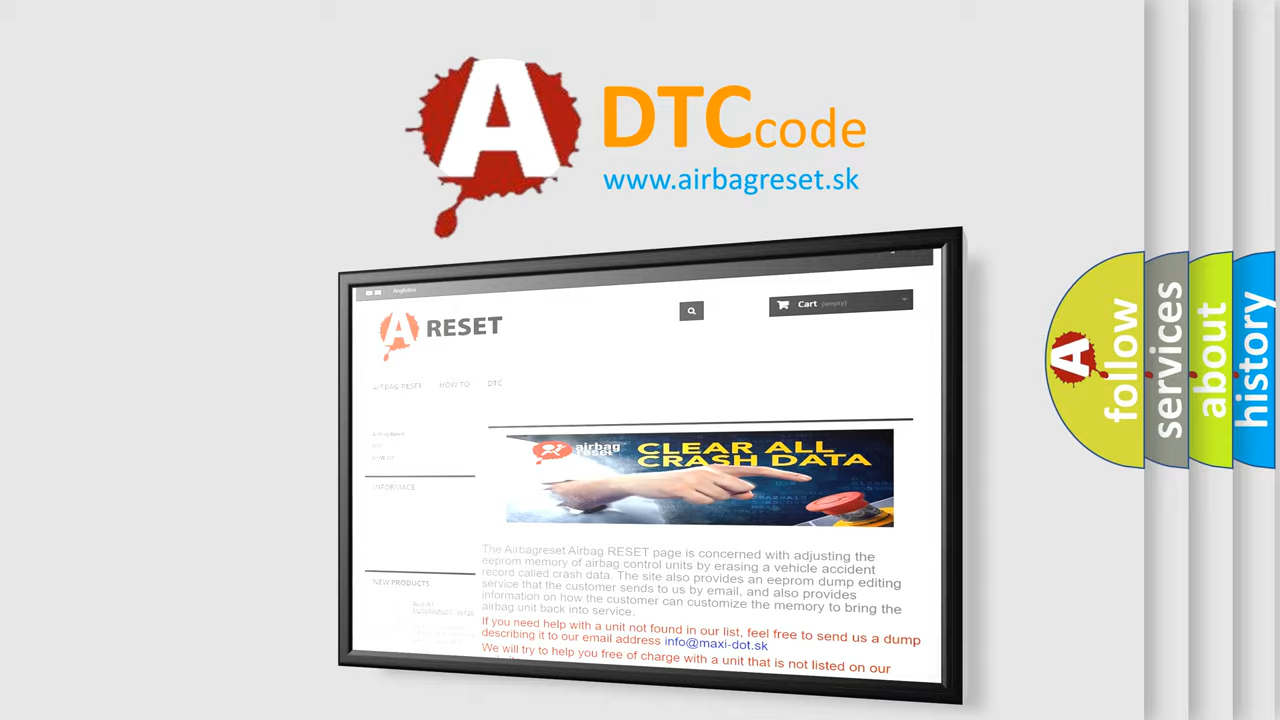 A
DTCcode
www.airbagreset.sk
Angličtina
A RESET
Cart (empty)
AIRBAG RESET HOW TO DTC
airbag
reset
CLEAR ALL
CRASH DATA
INFORMACE
The Airbagreset Airbag RESET page is concerned with adjusting the
eeprom memory of airbag control units by erasing a vehicle accident
record called crash data. The site also provides an eeprom dump editing
service that the customer sends to us by email, and also provides
information on how the customer can customize the memory to bring the
airbag unit back into service.
NEW PRODUCTS
If you need help with a unit not found in our list, feel free to send us a dump
describing it to our email address info@maxi-dot.sk
We will try to help you free of charge with a unit that is not listed on our
A
follow
services
about
history